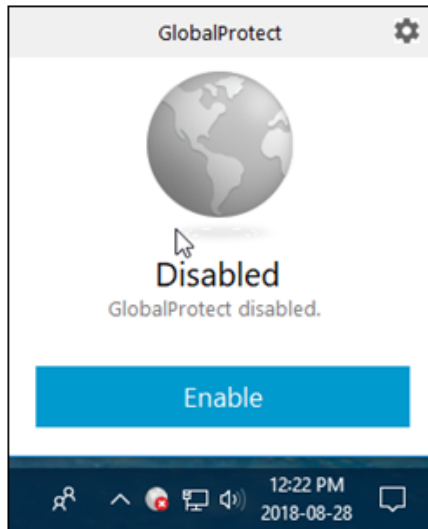 GlobalProtect
Disabled
GlobalProtect disabled.
Enable
12:22 PM
2018-08-28